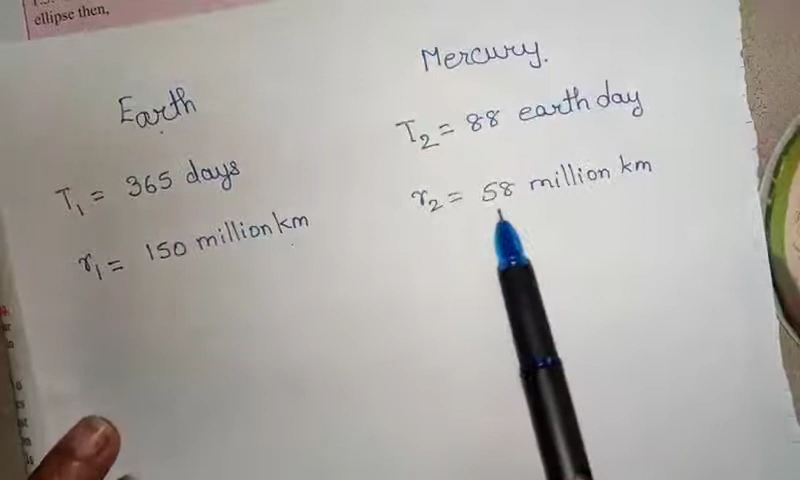 ellipse then,
Earth
T₁ = 365 days
r₁ = 150 million km
Mercury.
T₂ = 88 earth day
r₂ = 58 million km